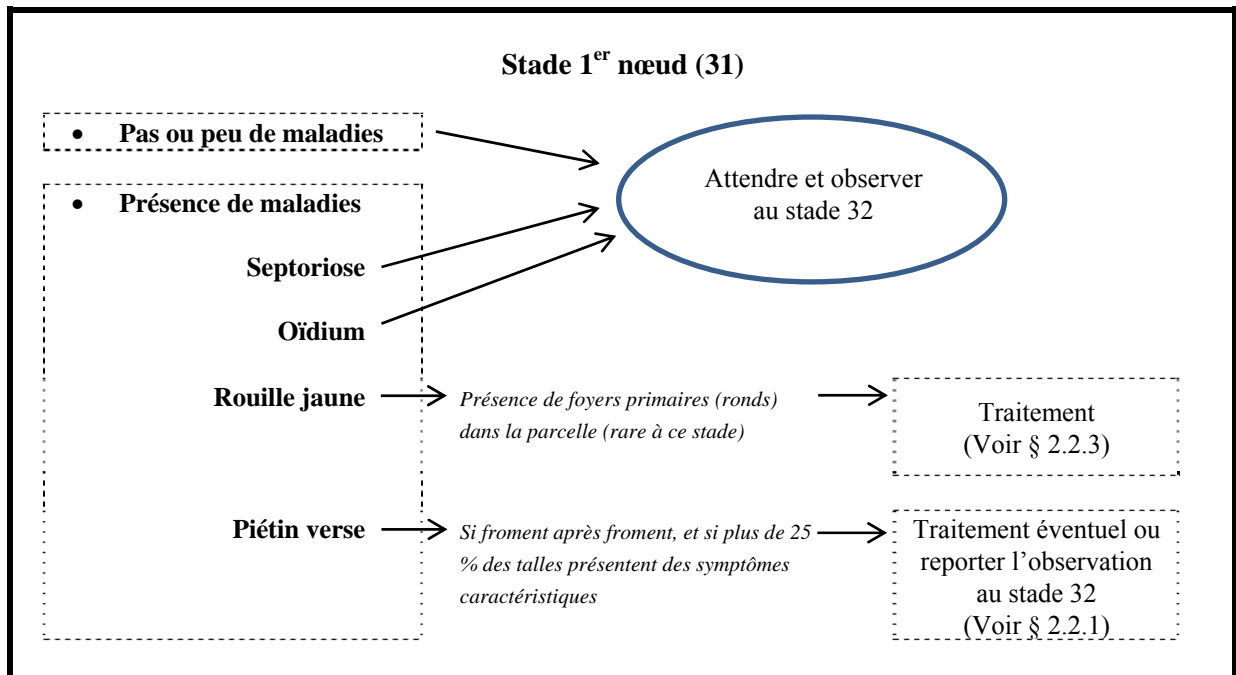 Stade 1er nœud (31)
• Pas ou peu de maladies
Attendre et observer
au stade 32
• Présence de maladies
Septoriose
Oïdium
Rouille jaune
Présence de foyers primaires (ronds)
dans la parcelle (rare à ce stade)
Traitement
(Voir § 2.2.3)
Piétin verse
Si froment après froment, et si plus de 25
% des talles présentent des symptômes
caractéristiques
Traitement éventuel ou
reporter l’observation
au stade 32
(Voir § 2.2.1)